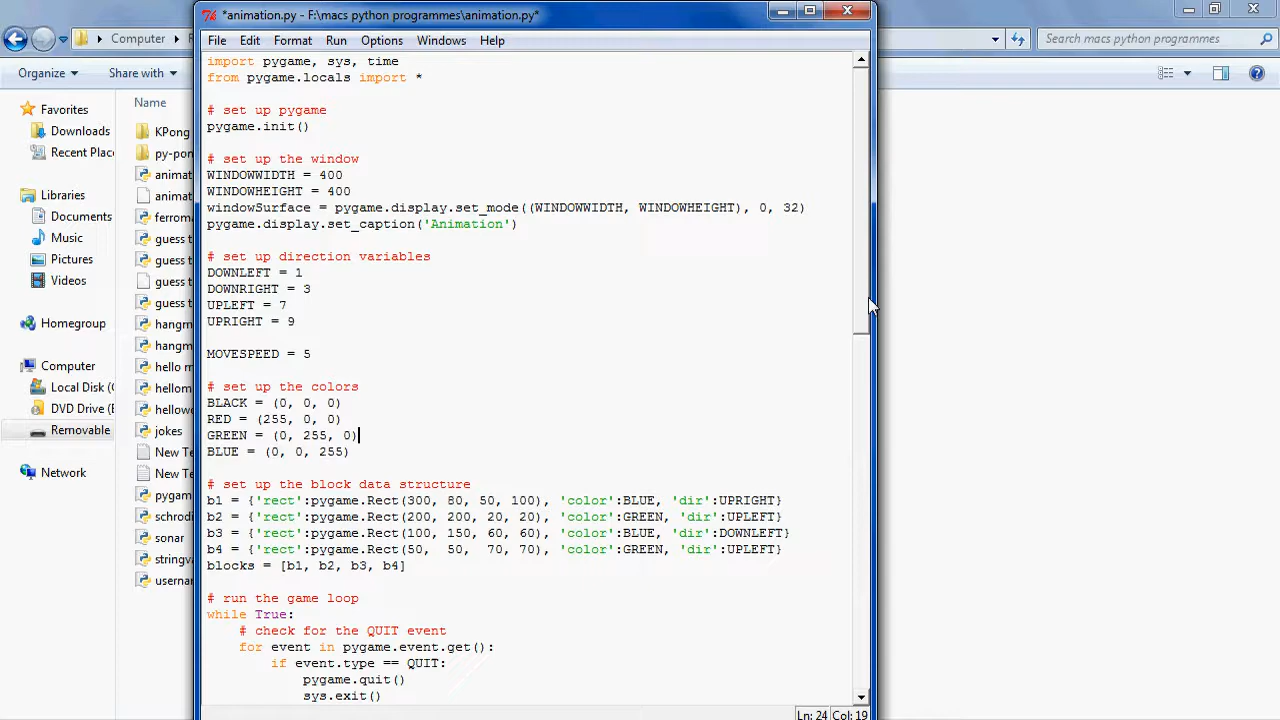 *animation.py - F:\macs python programmes\animation.py*
File Edit Format Run Options Windows Help
Computer
Search macs python programmes
Organize
Share with
Favorites
Downloads
Recent Plac
Libraries
Documents
Music
Pictures
Videos
Homegroup
Computer
Local Disk (
DVD Drive (
Removable
Network
Name
KPong
py-pon
animat
animat
ferrom
guess t
guess t
guess t
guess t
hangm
hangm
hello m
hellom
hellow
jokes
New Te
New Te
pygam
schrod
sonar
stringv
userna
import pygame, sys, time
from pygame.locals import *
# set up pygame
pygame.init()
# set up the window
WINDOWWIDTH = 400
WINDOWHEIGHT = 400
windowSurface = pygame.display.set_mode((WINDOWWIDTH, WINDOWHEIGHT), 0, 32)
pygame.display.set_caption('Animation')
# set up direction variables
DOWNLEFT = 1
DOWNRIGHT = 3
UPLEFT = 7
UPRIGHT = 9
MOVESPEED = 5
# set up the colors
BLACK = (0, 0, 0)
RED = (255, 0, 0)
GREEN = (0, 255, 0)
BLUE = (0, 0, 255)
# set up the block data structure
b1 = {'rect':pygame.Rect(300, 80, 50, 100), 'color':BLUE, 'dir':UPRIGHT}
b2 = {'rect':pygame.Rect(200, 200, 20, 20), 'color':GREEN, 'dir':UPLEFT}
b3 = {'rect':pygame.Rect(100, 150, 60, 60), 'color':BLUE, 'dir':DOWNLEFT}
b4 = {'rect':pygame.Rect(50, 50, 70, 70), 'color':GREEN, 'dir':UPLEFT}
blocks = [b1, b2, b3, b4]
# run the game loop
while True:
# check for the QUIT event
for event in pygame.event.get():
if event.type == QUIT:
pygame.quit()
sys.exit()
Ln: 24 Col: 19